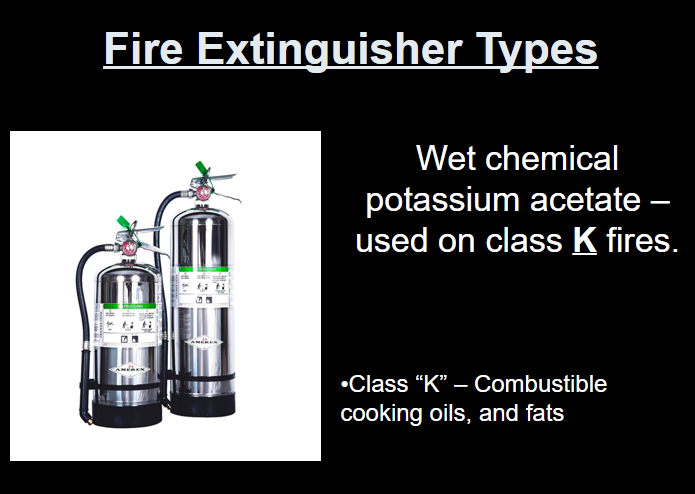 Fire Extinguisher Types
Wet chemical
potassium acetate –
used on class K fires.
AMEREX
AMEREX
•Class “K” – Combustible
cooking oils, and fats